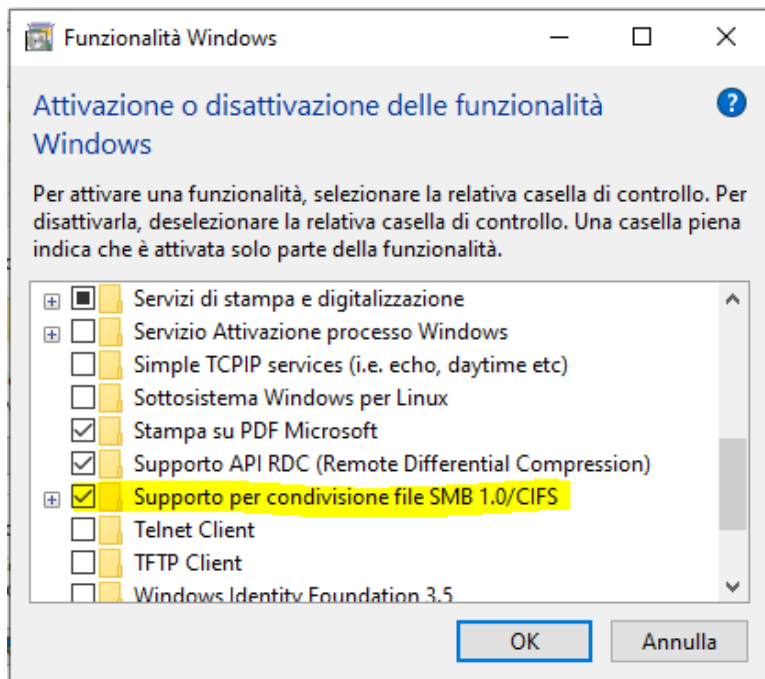 Funzionalità Windows
Attivazione o disattivazione delle funzionalità
Windows
Per attivare una funzionalità, selezionare la relativa casella di controllo. Per
disattivarla, deselezionare la relativa casella di controllo. Una casella piena
indica che è attivata solo parte della funzionalità.
Servizi di stampa e digitalizzazione
Servizio Attivazione processo Windows
Simple TCPIP services (i.e. echo, daytime etc)
Sottosistema Windows per Linux
Stampa su PDF Microsoft
Supporto API RDC (Remote Differential Compression)
Supporto per condivisione file SMB 1.0/CIFS
Telnet Client
TFTP Client
Windows Identity Foundation 3.5
OK Annulla